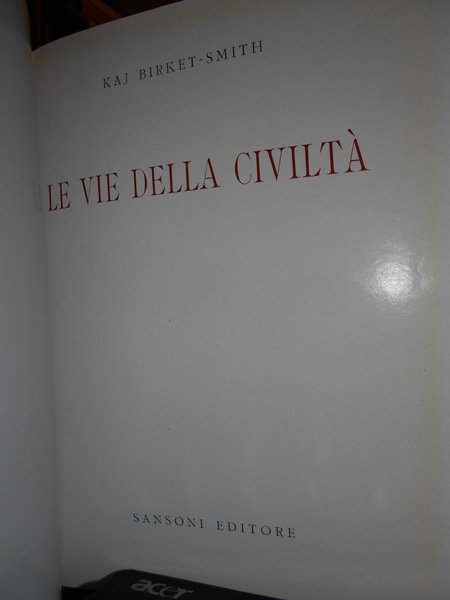 KAJ BIRKET-SMITH
LE VIE DELLA CIVILTÀ
SANSONI EDITORE
acer